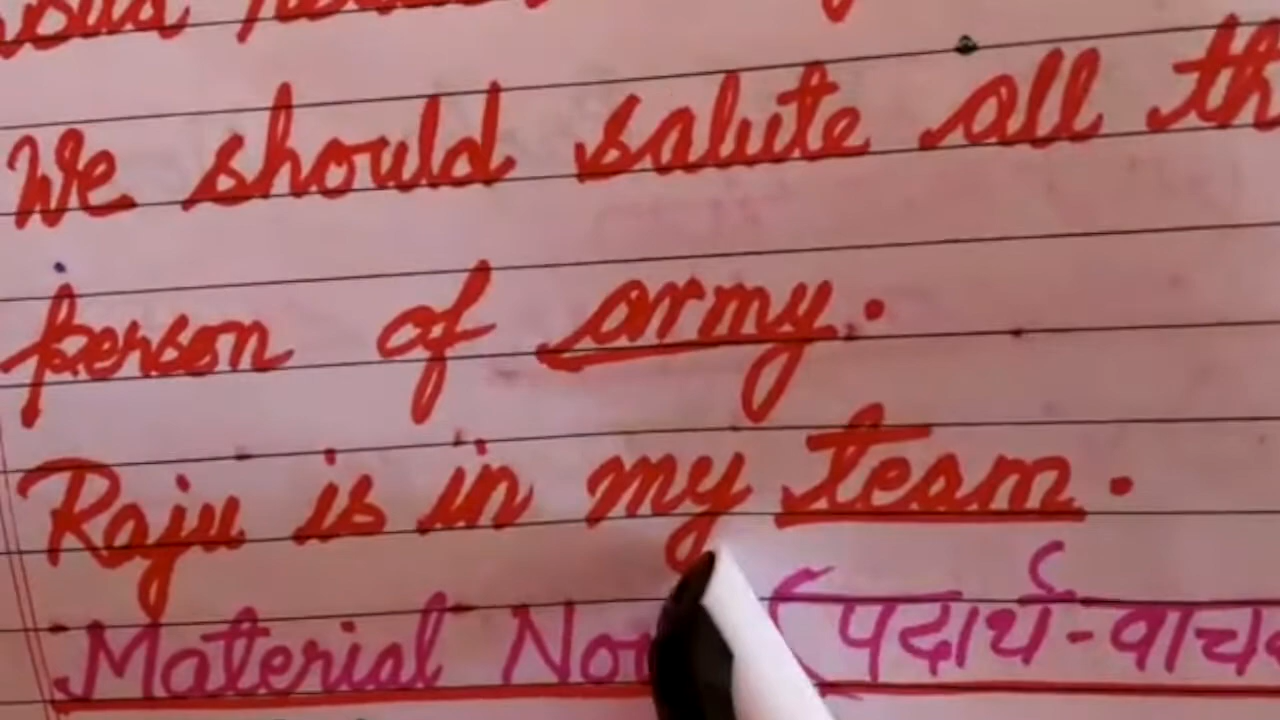 We should salute all th
person of army.
Raju is in my team.
Material No (पदार्थ-वाच